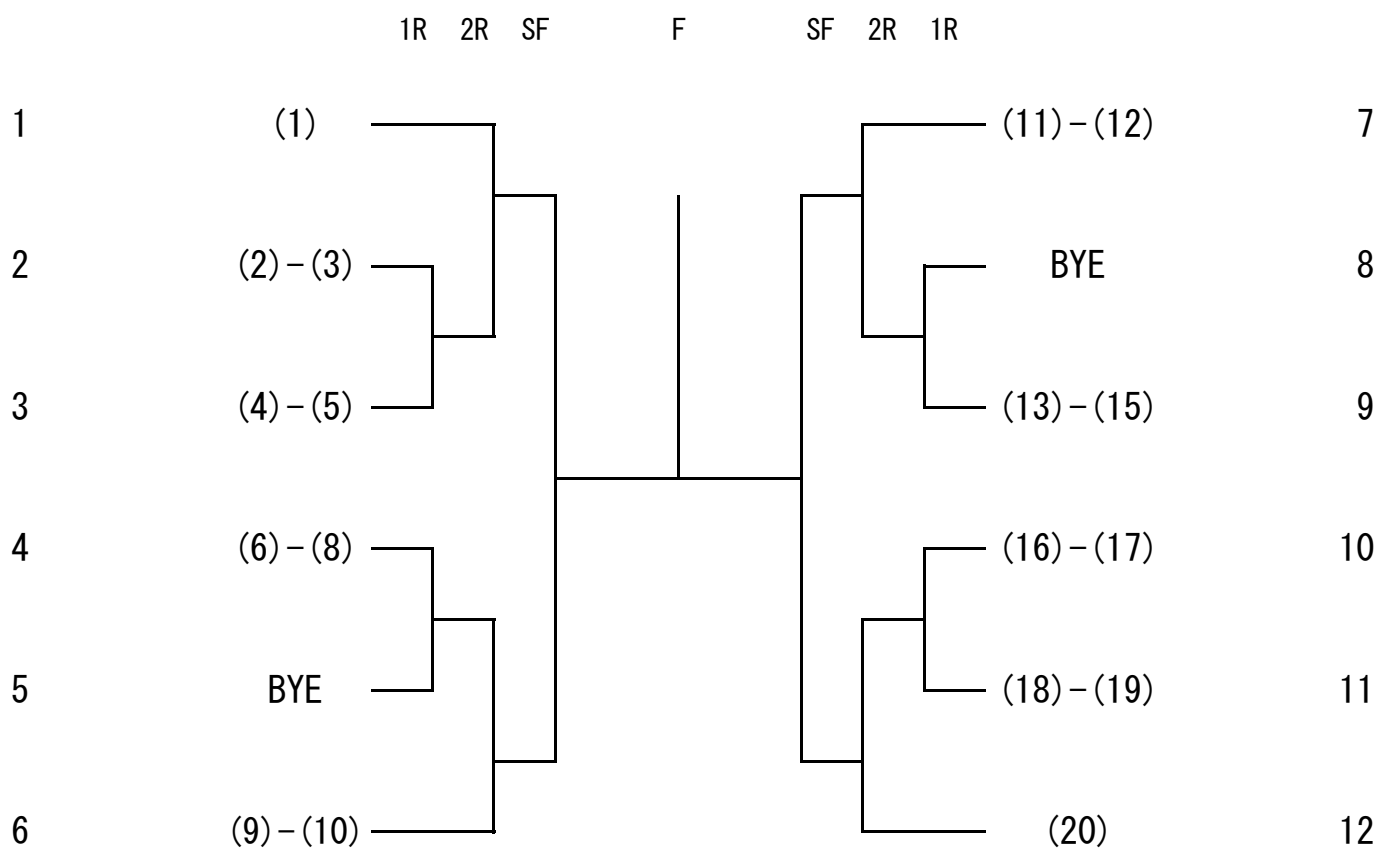 1R 2R SF F SF 2R 1R
1 (1) (11)-(12) 7
2 (2)-(3) BYE 8
3 (4)-(5) (13)-(15) 9
4 (6)-(8) (16)-(17) 10
5 BYE (18)-(19) 11
6 (9)-(10) (20) 12